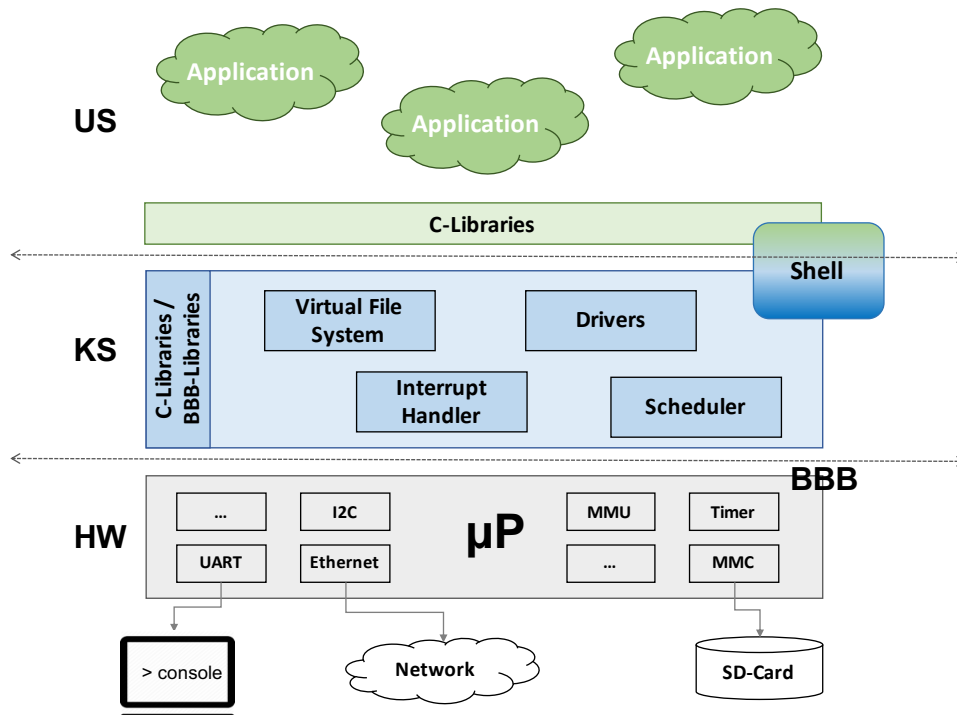 Application
Application
Application
US
C-Libraries
Shell
C-Libraries /
BBB-Libraries
Virtual File
System
Drivers
KS
Interrupt
Handler
Scheduler
BBB
...
I2C
µP
MMU
Timer
HW
UART
Ethernet
...
MMC
> console
Network
SD-Card